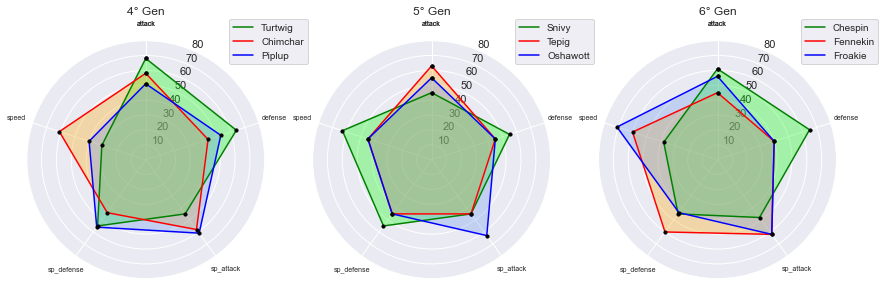 4° Gen
attack
Turtwig
Chimchar
Piplup
80
70
60
50
40
30
20
10
defense
speed
sp_defense
sp_attack
5° Gen
attack
Snivy
Tepig
Oshawott
80
70
60
50
40
30
20
10
defense
speed
sp_defense
sp_attack
6° Gen
attack
Chespin
Fennekin
Froakie
80
70
60
50
40
30
20
10
defense
speed
sp_defense
sp_attack